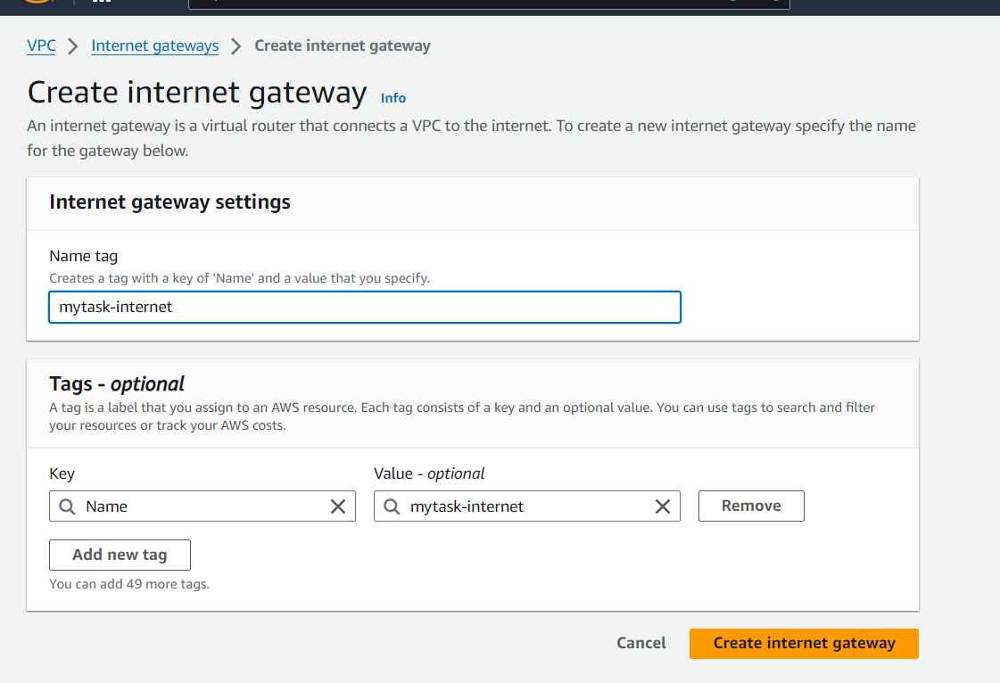 VPC > Internet gateways > Create internet gateway
Create internet gateway Info
An internet gateway is a virtual router that connects a VPC to the internet. To create a new internet gateway specify the name
for the gateway below.
Internet gateway settings
Name tag
Creates a tag with a key of 'Name' and a value that you specify.
mytask-internet
Tags - optional
A tag is a label that you assign to an AWS resource. Each tag consists of a key and an optional value. You can use tags to search and filter
your resources or track your AWS costs.
Key Value - optional
Name mytask-internet Remove
Add new tag
You can add 49 more tags.
Cancel Create internet gateway